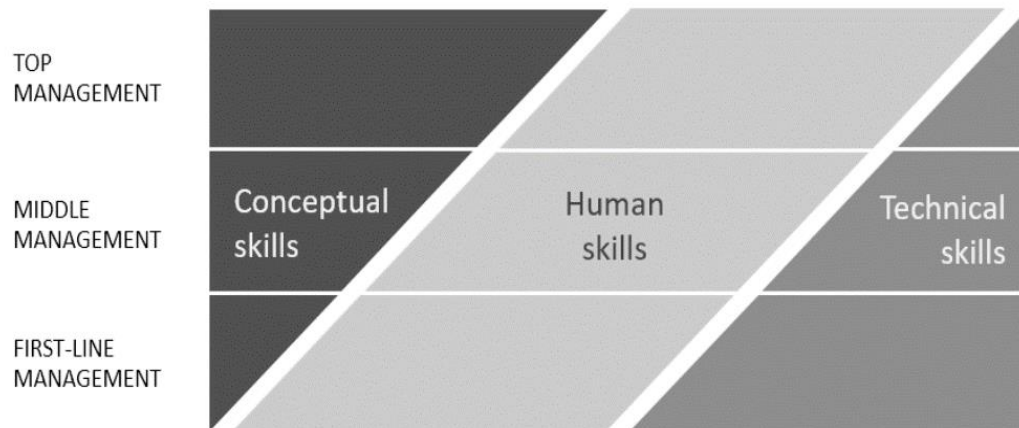 TOP
MANAGEMENT
MIDDLE
MANAGEMENT
Conceptual
skills
Human
skills
Technical
skills
FIRST-LINE
MANAGEMENT